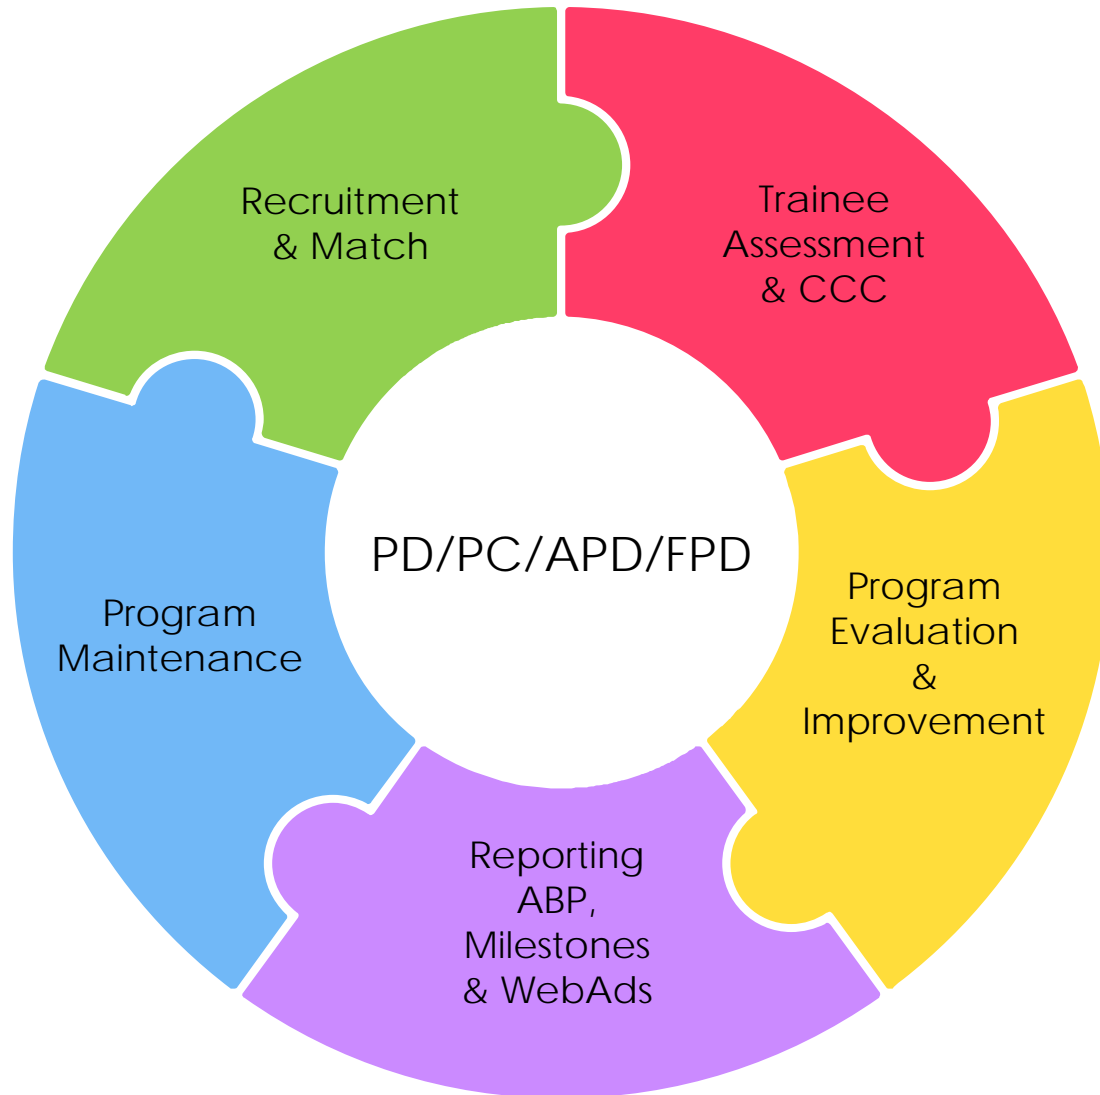 Recruitment
& Match
Trainee
Assessment
& CCC
PD/PC/APD/FPD
Program
Maintenance
Program
Evaluation
&
Improvement
Reporting
ABP,
Milestones
& WebAds